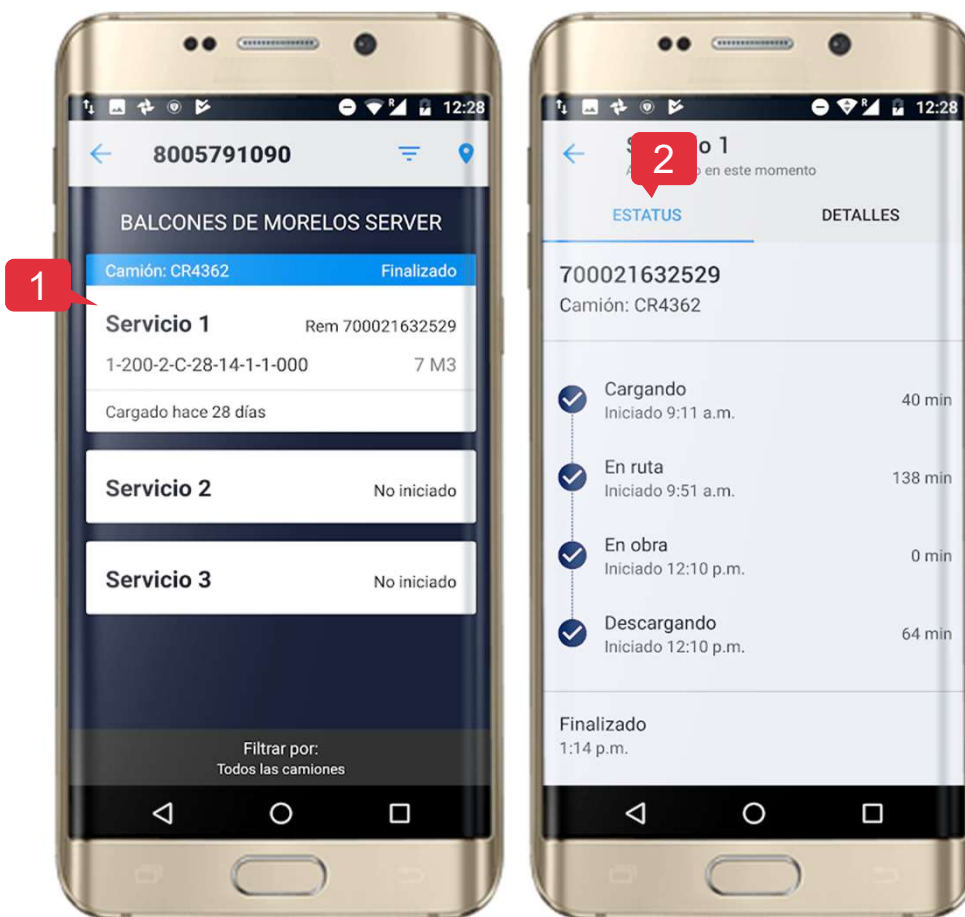 12:28
8005791090
BALCONES DE MORELOS SERVER
Camión: CR4362 Finalizado
1
Servicio 1 Rem 700021632529
1-200-2-C-28-14-1-1-000 7 M3
Cargado hace 28 días
Servicio 2 No iniciado
Servicio 3 No iniciado
Filtrar por:
Todos las camiones
R 12:28
o 1
2
en este momento
ESTATUS DETALLES
700021632529
Camión: CR4362
Cargando
Iniciado 9:11 a.m. 40 min
En ruta
Iniciado 9:51 a.m. 138 min
En obra
Iniciado 12:10 p.m. 0 min
Descargando
Iniciado 12:10 p.m. 64 min
Finalizado
1:14 p.m.